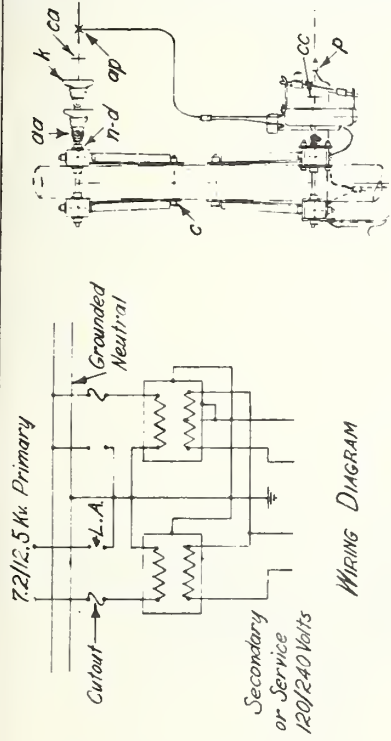 7.2/12.5 Kv. Primary
Grounded
Neutral
L.A.
Cutout
Secondary
or Service
120/240 Volts
WIRING DIAGRAM
aa
k
ca
n-d
ap
c
cc
p